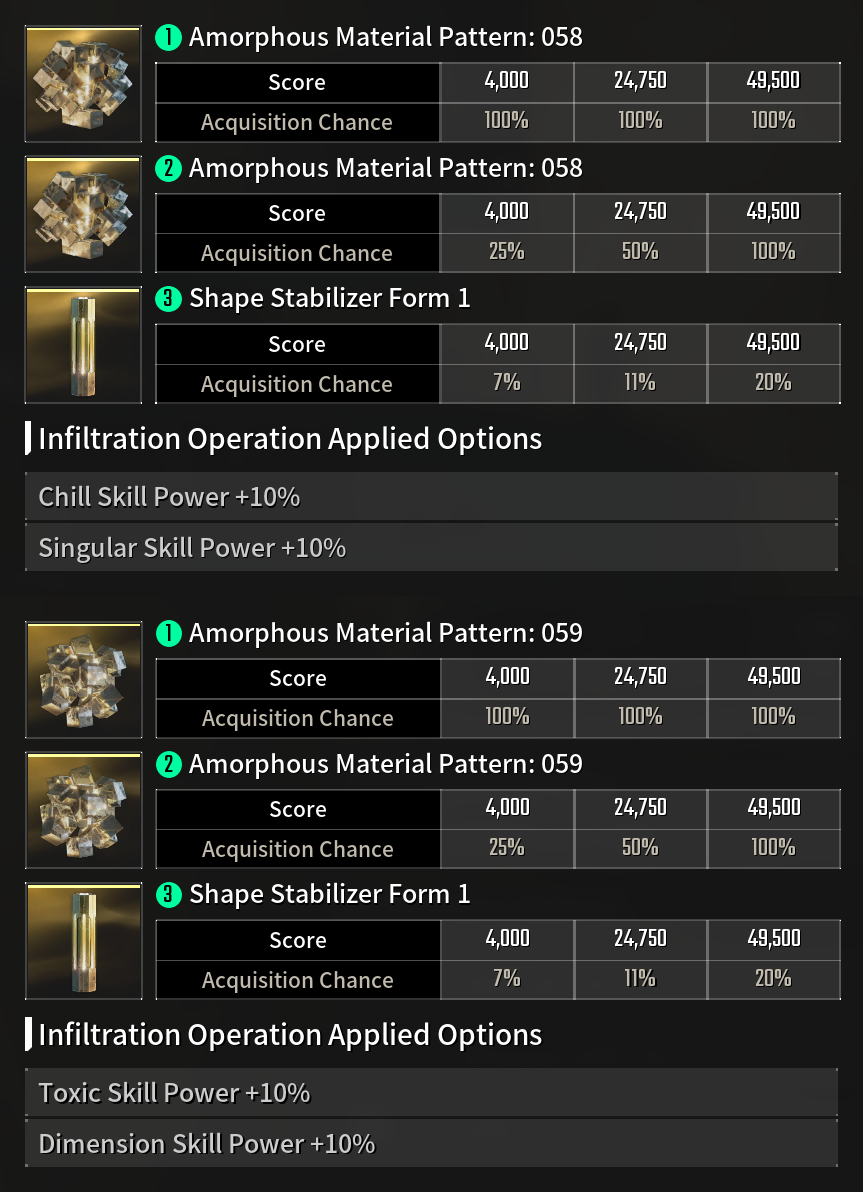 1 Amorphous Material Pattern: 058
Score 4,000 24,750 49,500
Acquisition Chance 100% 100% 100%
2 Amorphous Material Pattern: 058
Score 4,000 24,750 49,500
Acquisition Chance 25% 50% 100%
3 Shape Stabilizer Form 1
Score 4,000 24,750 49,500
Acquisition Chance 7% 11% 20%
Infiltration Operation Applied Options
Chill Skill Power +10%
Singular Skill Power +10%
1 Amorphous Material Pattern: 059
Score 4,000 24,750 49,500
Acquisition Chance 100% 100% 100%
2 Amorphous Material Pattern: 059
Score 4,000 24,750 49,500
Acquisition Chance 25% 50% 100%
3 Shape Stabilizer Form 1
Score 4,000 24,750 49,500
Acquisition Chance 7% 11% 20%
Infiltration Operation Applied Options
Toxic Skill Power +10%
Dimension Skill Power +10%